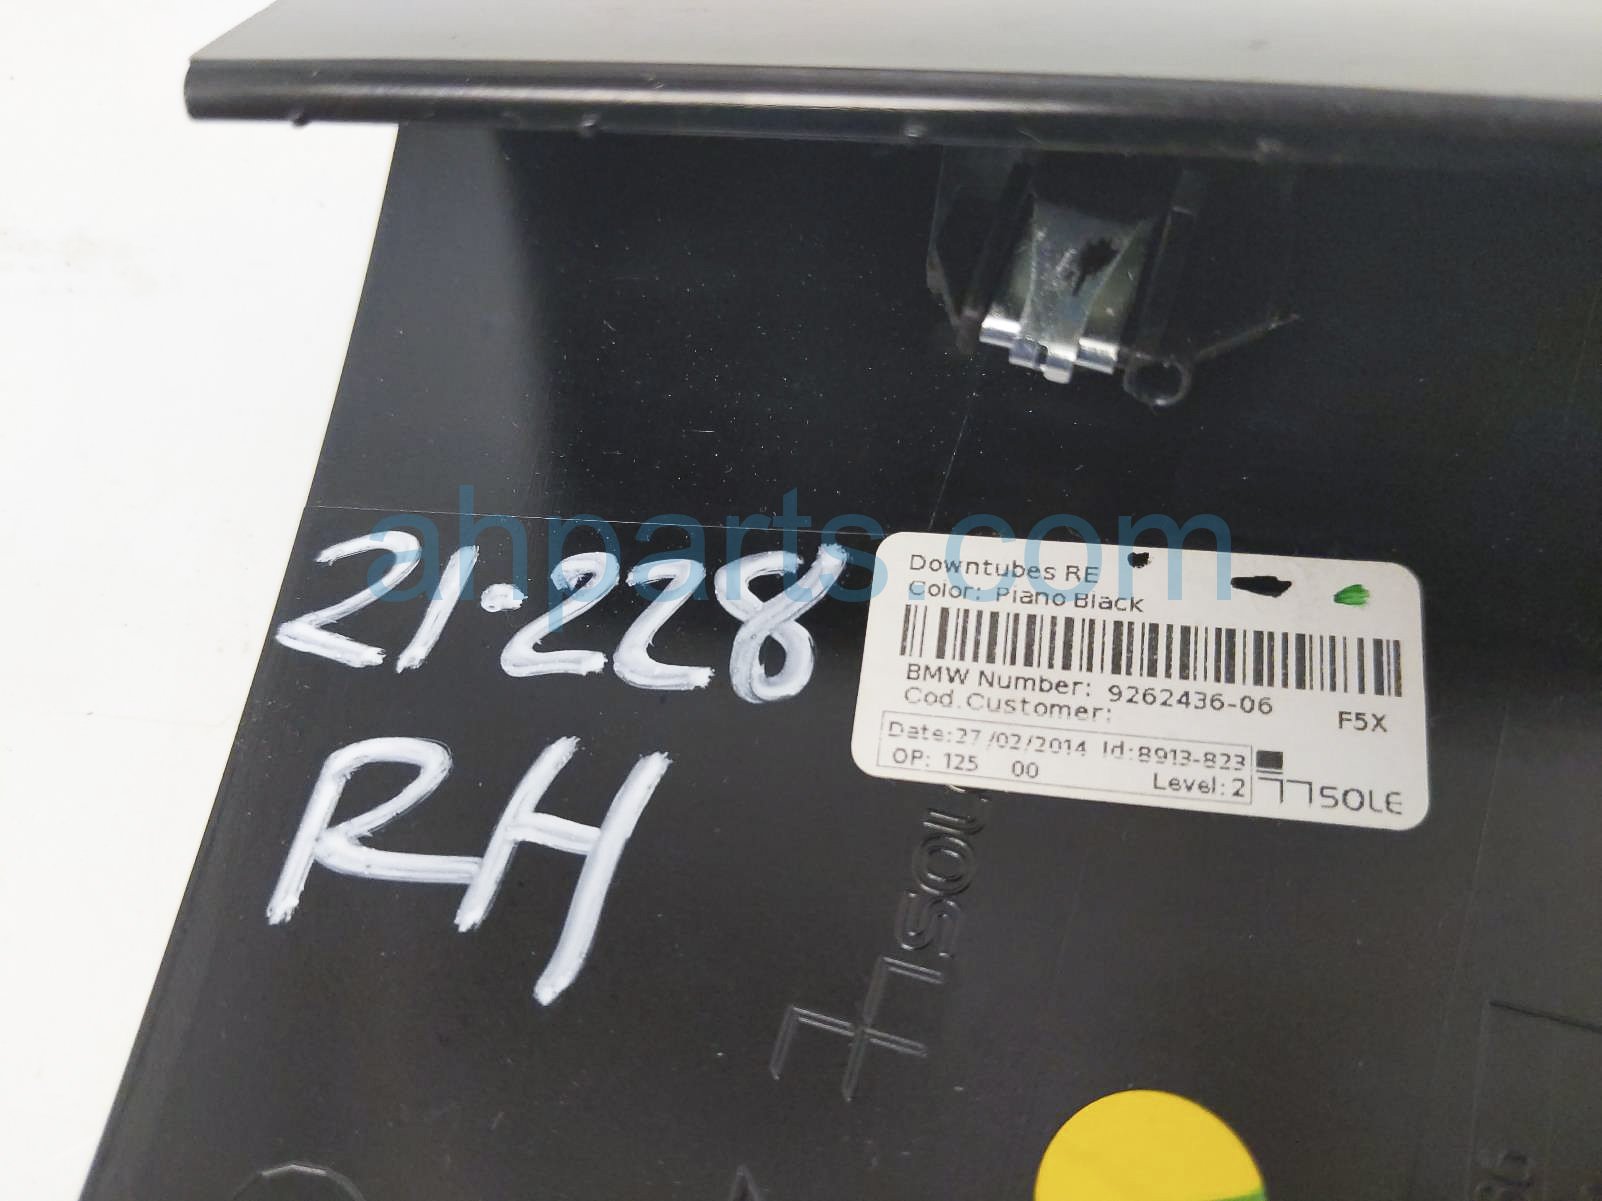 ahparts.com
21.228
RH
Downtubes RE
Color: Piano Black
BMW Number: 9262436-06
Cod.Customer:
F5X
Date:27/02/2014 Id:8913-823
OP: 125 00
Level:2
SOLE
SOLE